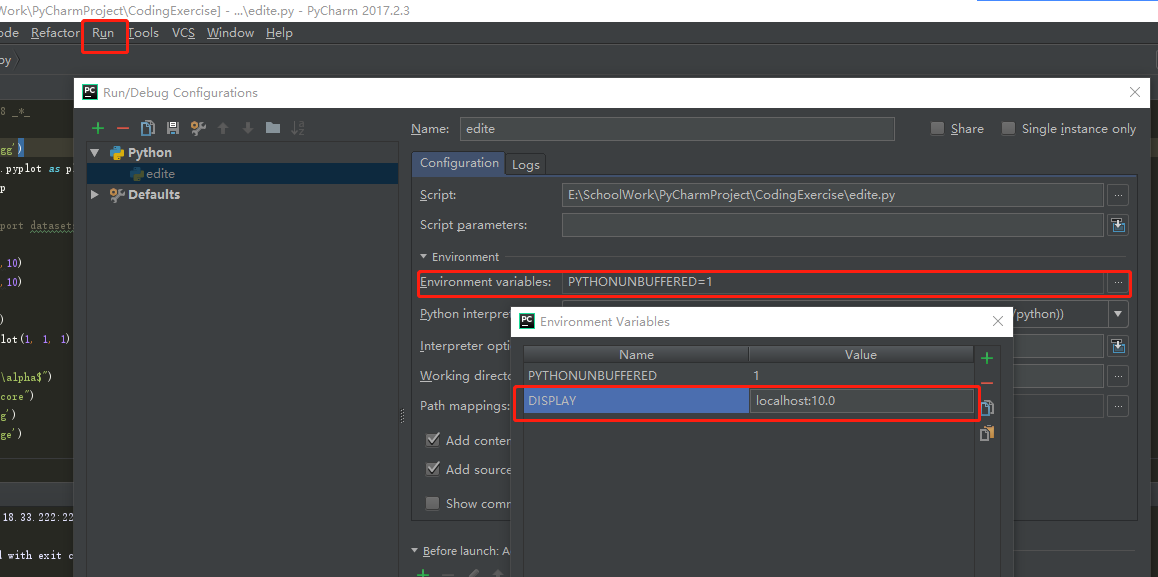 Work\PyCharmProject\CodingExercise] - ...\edite.py - PyCharm 2017.2.3
ode Refactor Run Tools VCS Window Help
py
PC Run/Debug Configurations
8 _*_
gg')
.pyplot as p
p
port dataset
,10)
,10)
)
lot(1, 1, 1)
\alpha$")
core")
g')
ge')
18.33.222:22
d with exit c
Python
edite
Defaults
Name: edite
Share Single instance only
Configuration Logs
Script: E:\SchoolWork\PyCharmProject\CodingExercise\edite.py
Script parameters:
Environment
Environment variables: PYTHONUNBUFFERED=1
Python interpre /python))
Interpreter opti
Working directo
Path mappings:
Add conten
Add source
Show comm
Before launch: A
PC Environment Variables
Name Value
PYTHONUNBUFFERED 1
DISPLAY localhost:10.0